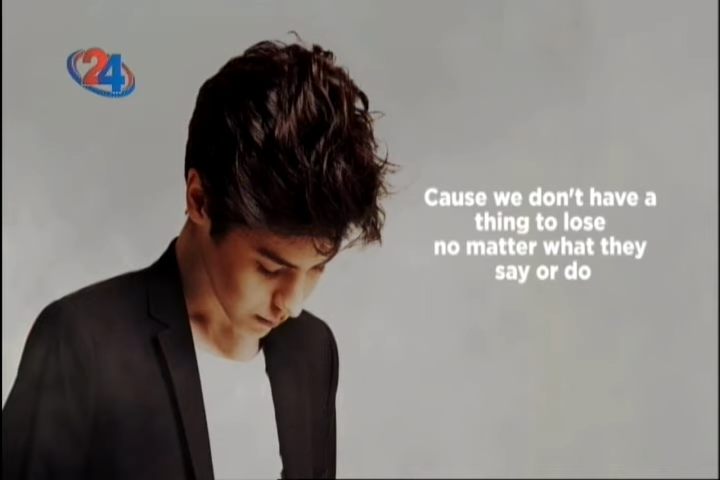 24
Cause we don't have a
thing to lose
no matter what they
say or do